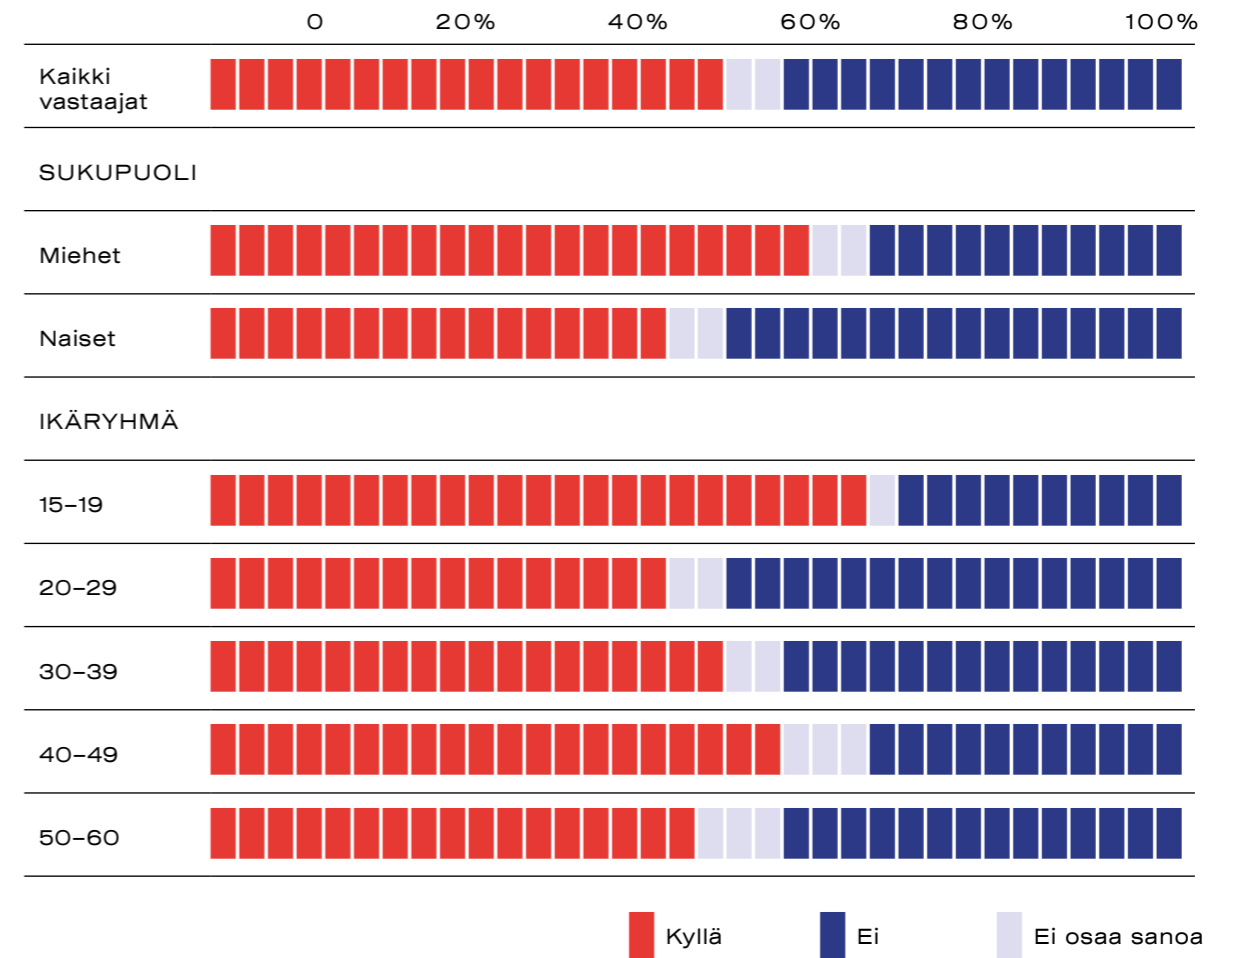 0 20% 40% 60% 80% 100%
Kaikki
vastaajat
SUKUPUOLI
Miehet
Naiset
IKÄRYHMÄ
15–19
20–29
30–39
40–49
50–60
Kyllä Ei Ei osaa sanoa